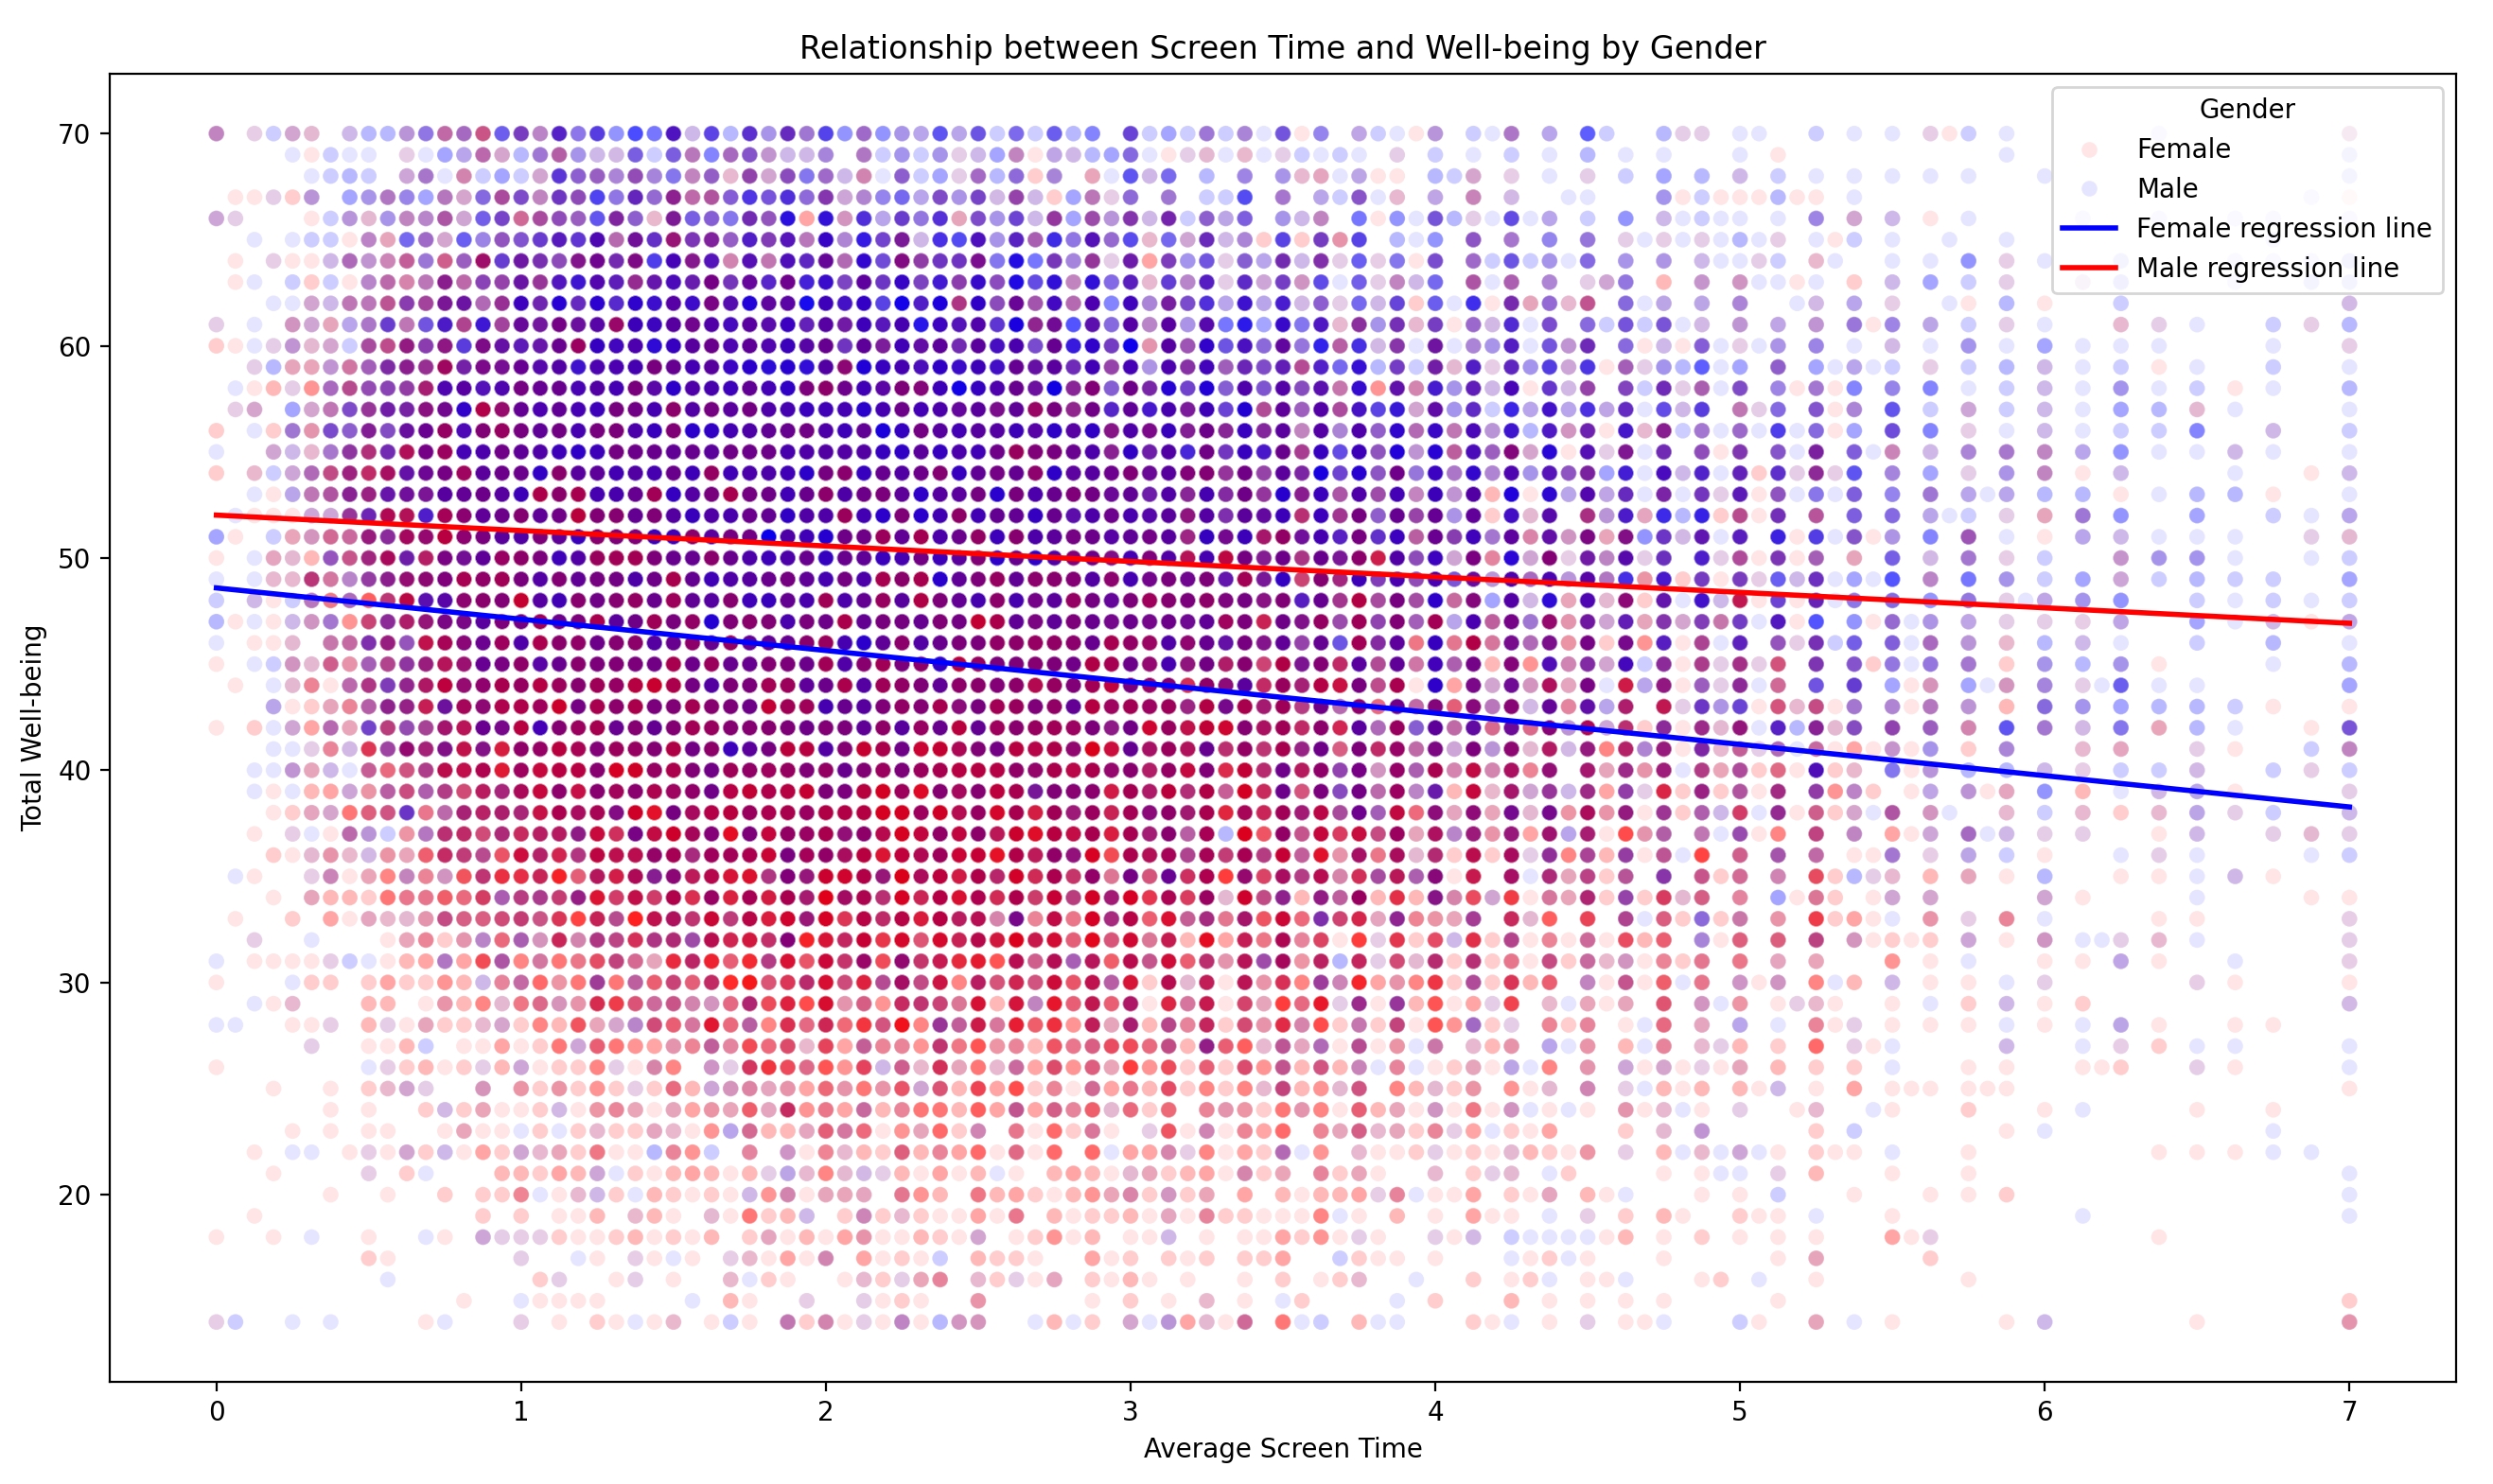 Relationship between Screen Time and Well-being by Gender
Gender
Female
Male
Female regression line
Male regression line
Total Well-being
70
60
50
40
30
20
0 1 2 3 4 5 6 7
Average Screen Time